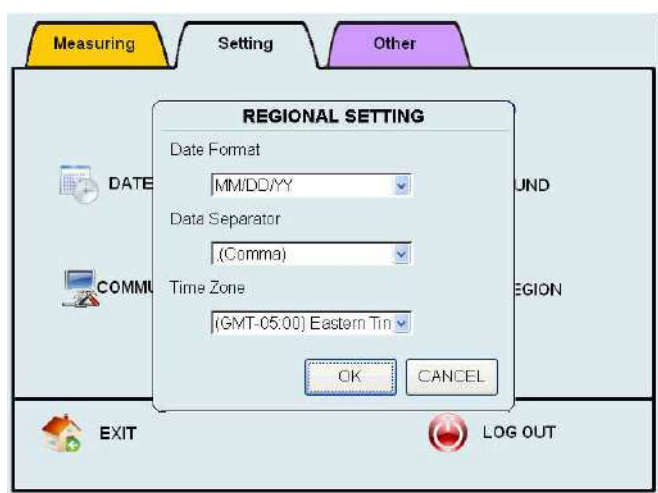 Measuring
Setting
Other
REGIONAL SETTING
Date Format
MM/DD/YY
Data Separator
,(Comma)
Time Zone
(GMT-05:00) Eastern Tin
OK
CANCEL
DATE
UND
COMMU
EGION
EXIT
LOG OUT